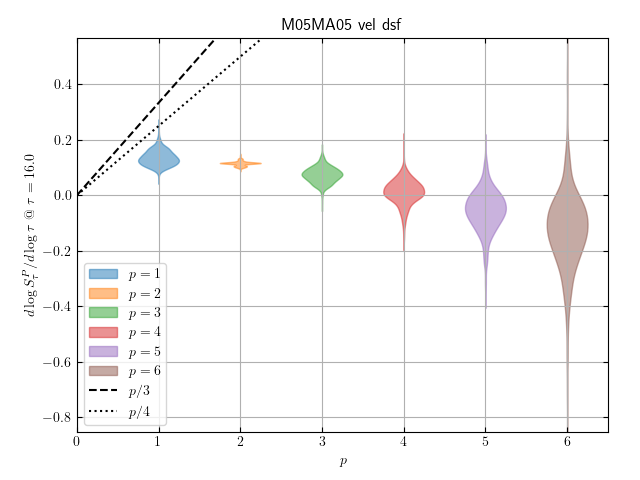 M05MA05 vel dsf
d log S_τ^P / d log τ @ τ = 16.0
0.4
0.2
0.0
−0.2
−0.4
−0.6
−0.8
p = 1
p = 2
p = 3
p = 4
p = 5
p = 6
p/3
p/4
0 1 2 3 4 5 6
p